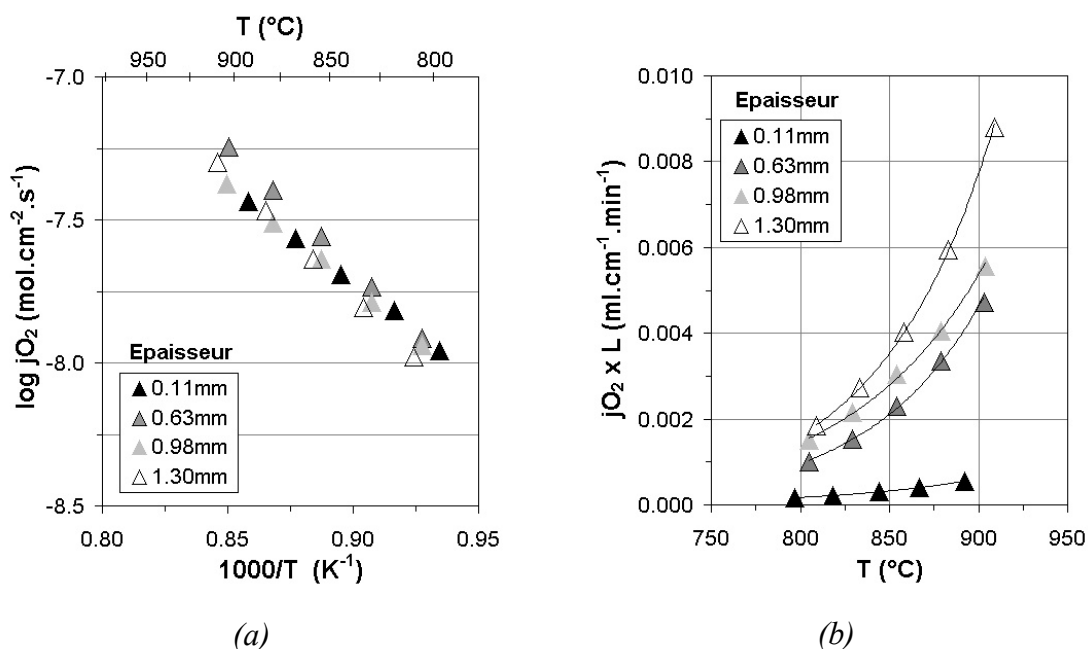 T (°C)
950 900 850 800
-7.0
-7.5
-8.0
-8.5
log jO₂ (mol.cm⁻².s⁻¹)
Epaisseur
0.11mm
0.63mm
0.98mm
1.30mm
0.80 0.85 0.90 0.95
1000/T (K⁻¹)
(a)
0.010
0.008
0.006
0.004
0.002
0.000
jO₂ x L (ml.cm⁻¹.min⁻¹)
Epaisseur
0.11mm
0.63mm
0.98mm
1.30mm
750 800 850 900 950
T (°C)
(b)